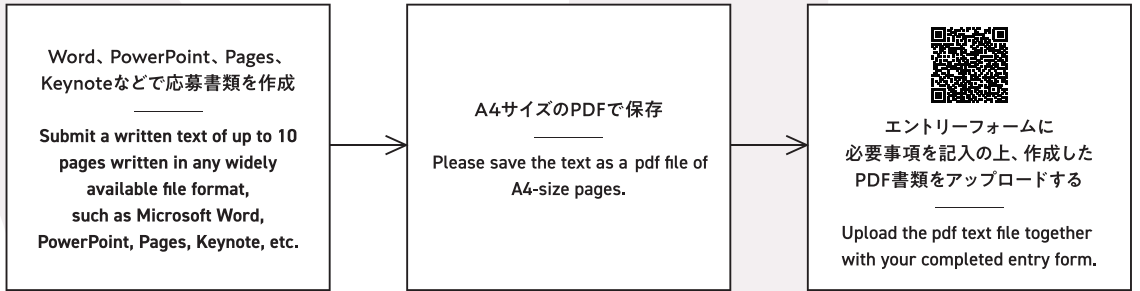 Word、PowerPoint、Pages、
Keynoteなどで応募書類を作成
Submit a written text of up to 10
pages written in any widely
available file format,
such as Microsoft Word,
PowerPoint, Pages, Keynote, etc.
A4サイズのPDFで保存
Please save the text as a pdf file of
A4-size pages.
エントリーフォームに
必要事項を記入の上、作成した
PDF書類をアップロードする
Upload the pdf text file together
with your completed entry form.